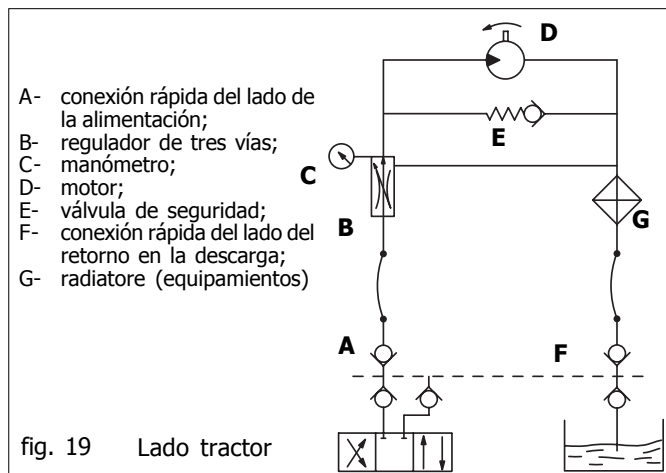 D
A- conexión rápida del lado de
la alimentación;
B- regulador de tres vías;
C- manómetro;
D- motor;
E- válvula de seguridad;
F- conexión rápida del lado del
retorno en la descarga;
G- radiatore (equipamientos)
E
C
B
G
A
F
fig. 19 Lado tractor